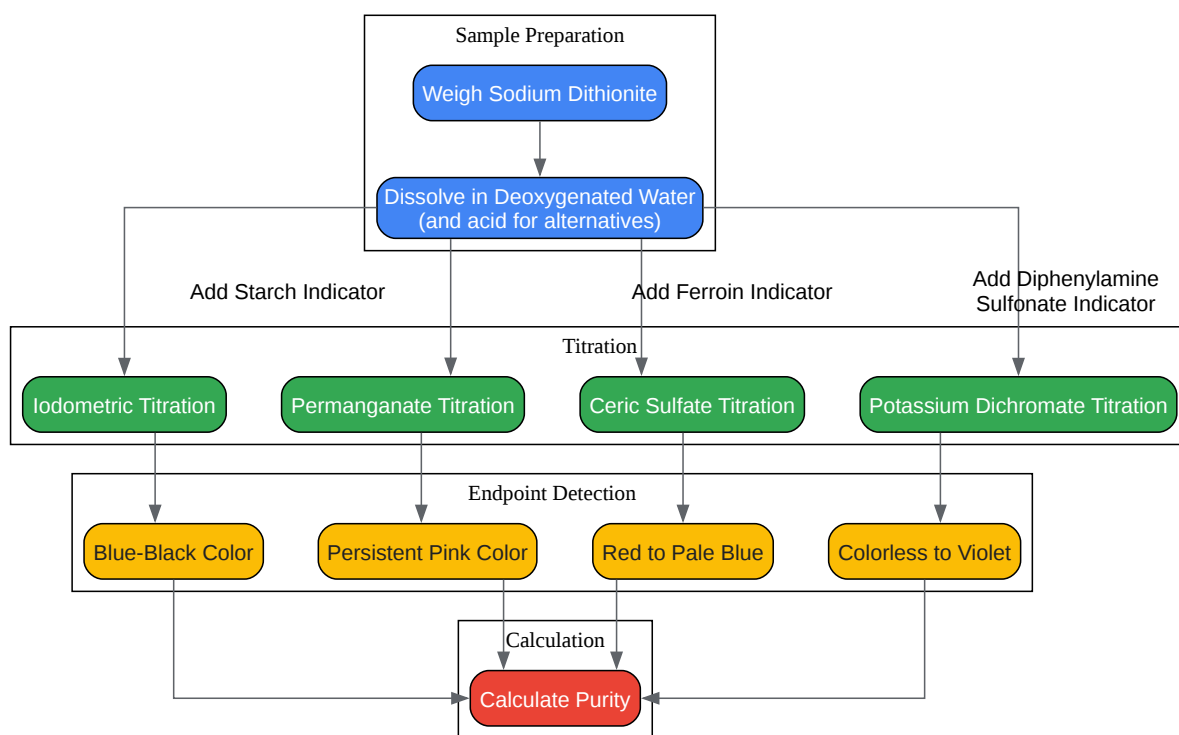 Sample Preparation
Weigh Sodium Dithionite
Dissolve in Deoxygenated Water
(and acid for alternatives)
Add Starch Indicator
Add Ferroin Indicator
Add Diphenylamine
Sulfonate Indicator
Titration
Iodometric Titration
Permanganate Titration
Ceric Sulfate Titration
Potassium Dichromate Titration
Endpoint Detection
Blue-Black Color
Persistent Pink Color
Red to Pale Blue
Colorless to Violet
Calculation
Calculate Purity